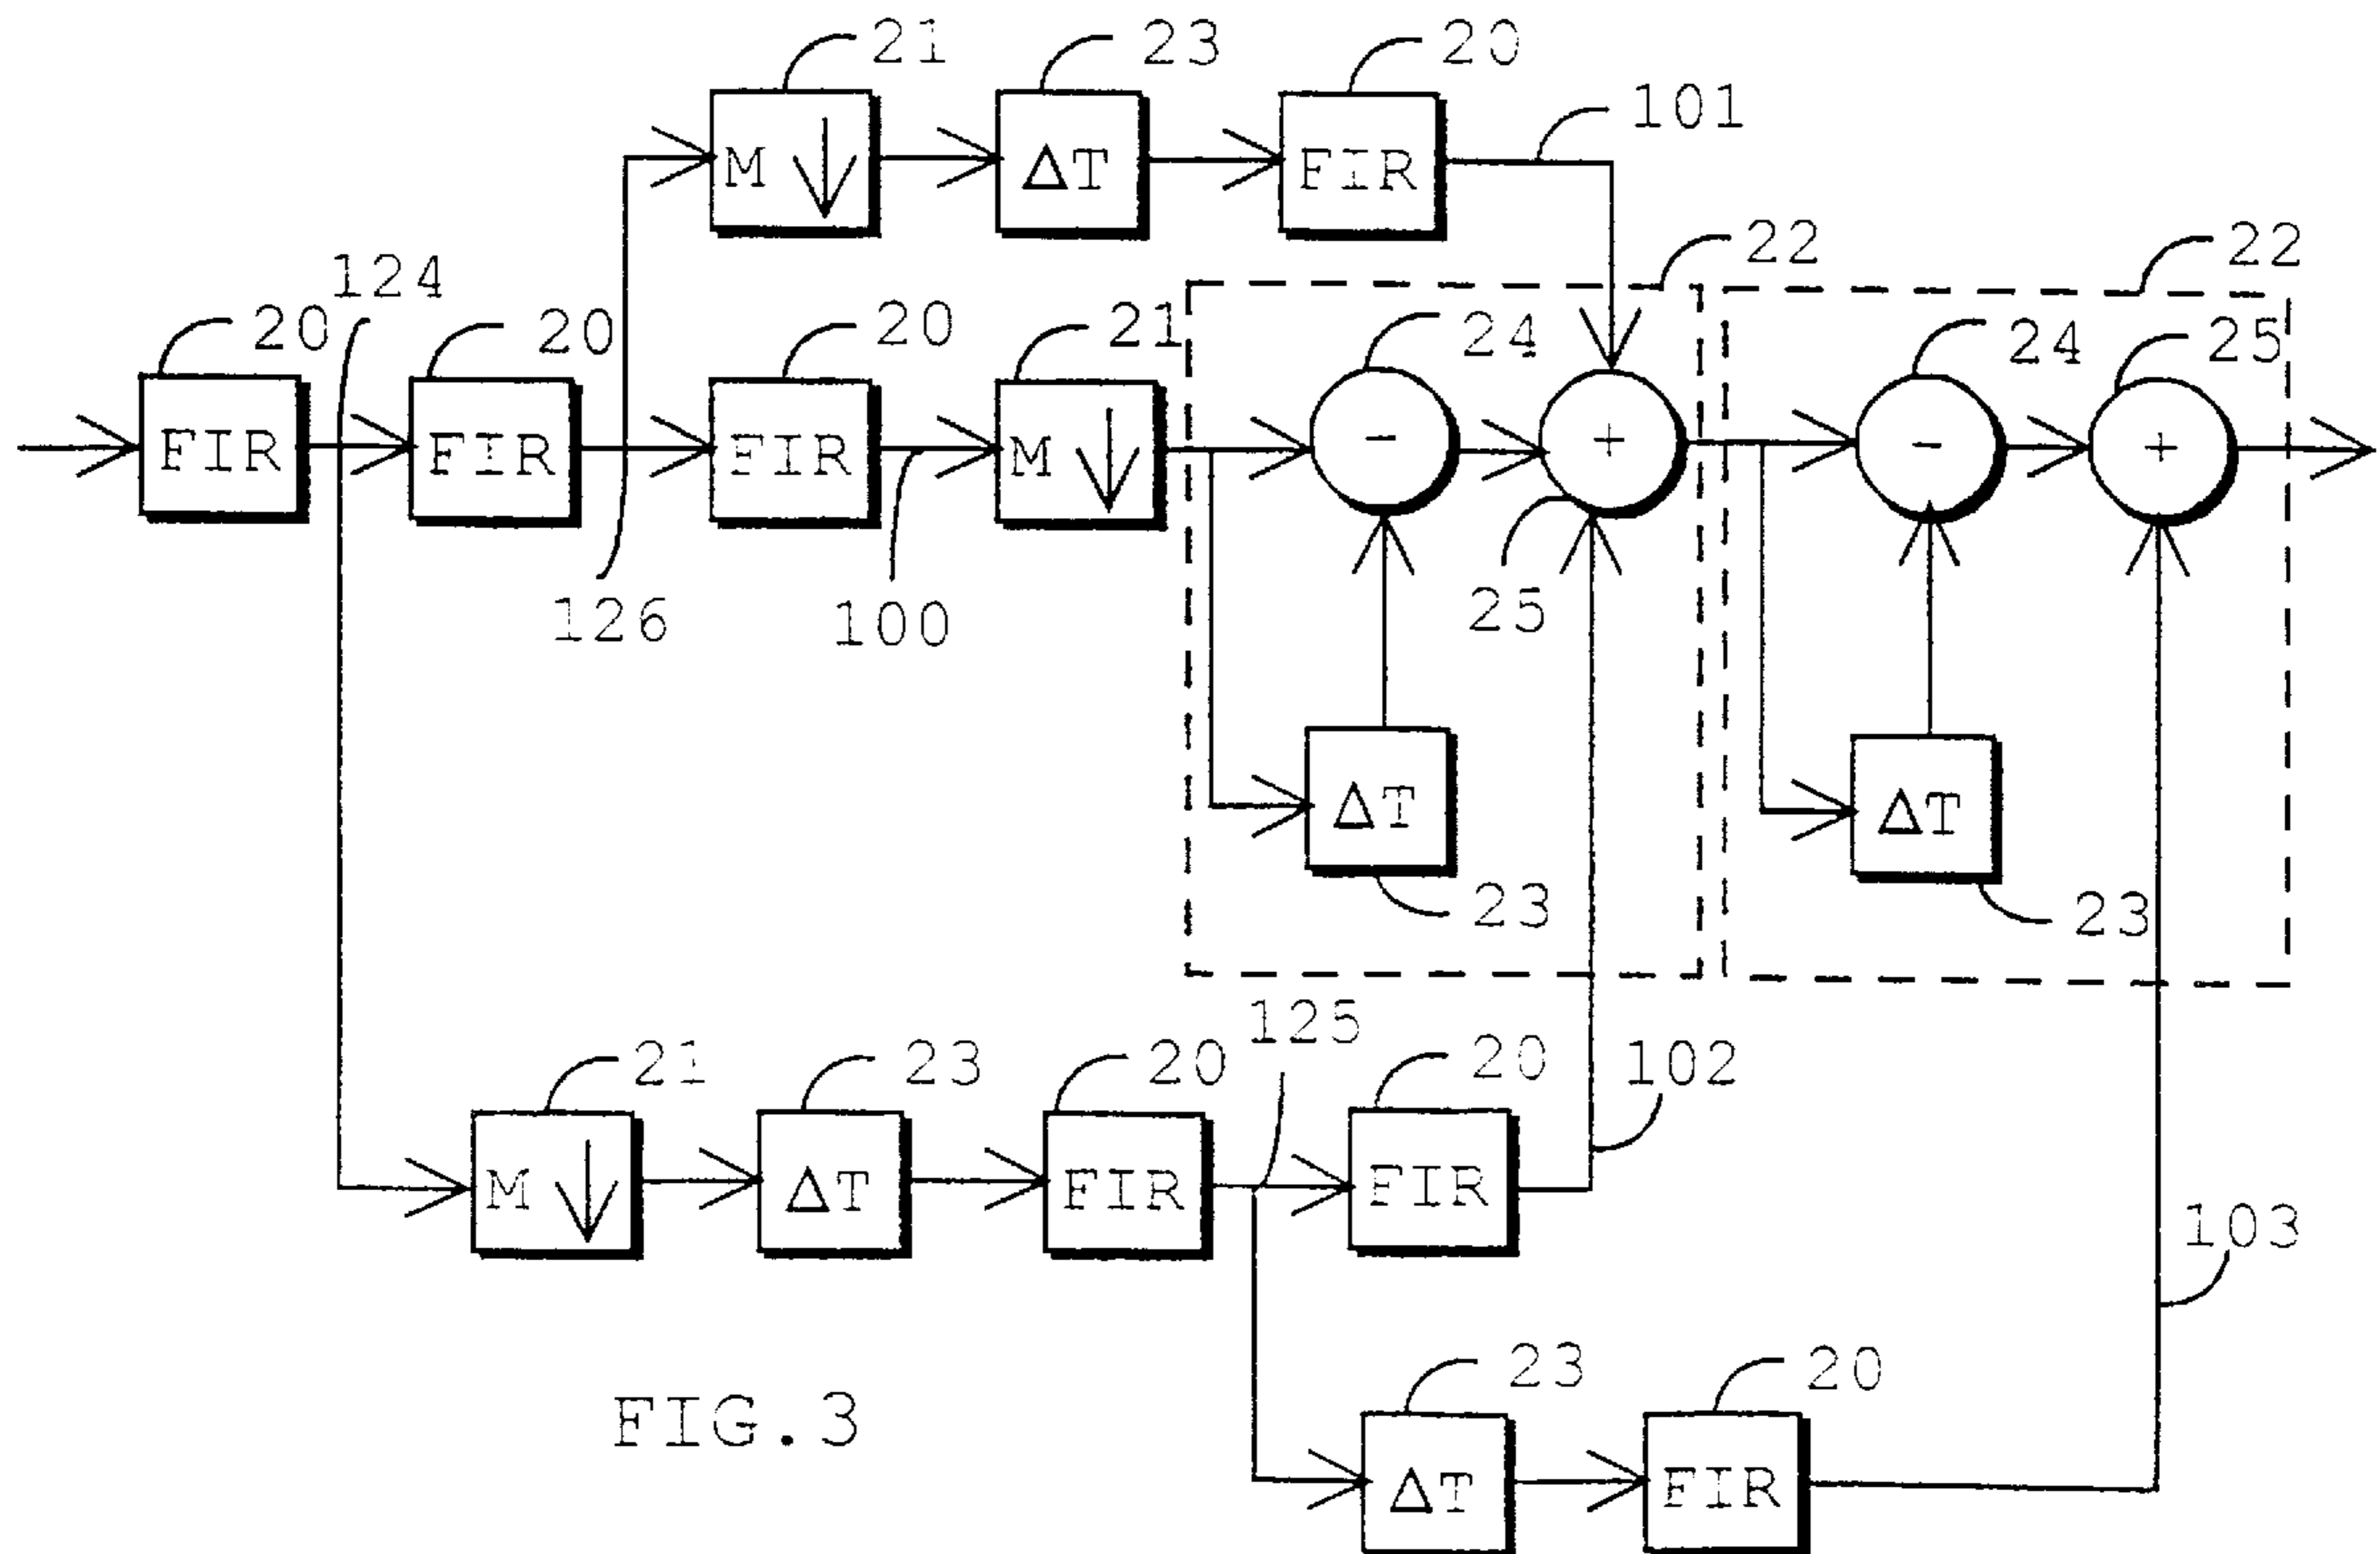 21 23 20
M ΔT FIR 101
124 22 22
20 20 20 21 24 24 25
FIR FIR FIR M - + - +
126 100 25
ΔT ΔT
23 23
125
21 23 20 20 102
M ΔT FIR FIR
103
23 20
FIG.3
ΔT FIR